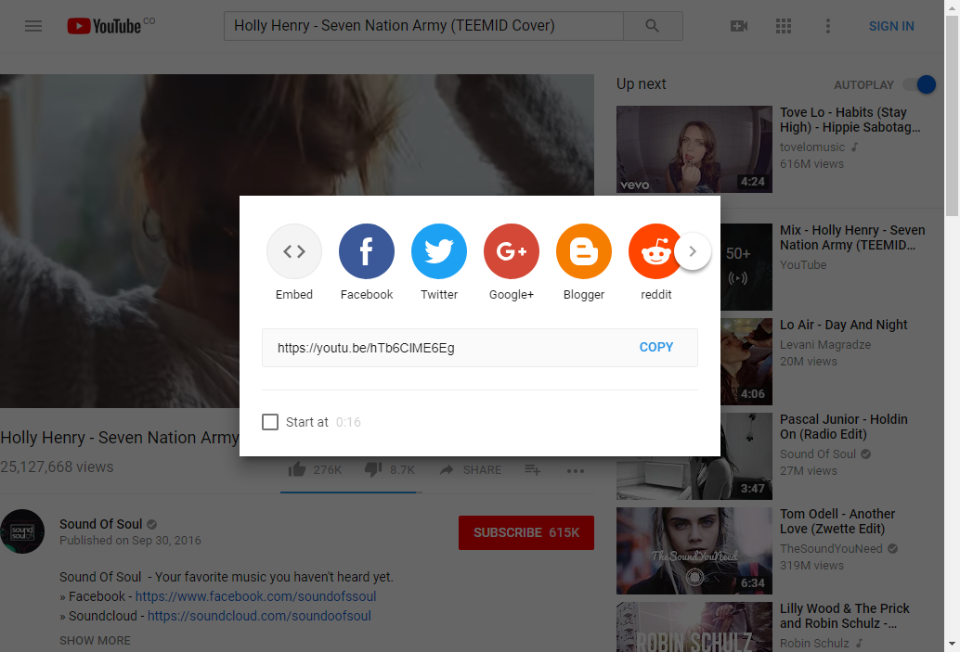 YouTube CO
Holly Henry - Seven Nation Army (TEEMID Cover)
SIGN IN
Up next
AUTOPLAY
vevo
4:24
Tove Lo - Habits (Stay
High) - Hippie Sabotag...
tovelomusic
616M views
50+
Mix - Holly Henry - Seven
Nation Army (TEEMID...
YouTube
4:06
Lo Air - Day And Night
Levani Magradze
20M views
3:47
Pascal Junior - Holdin
On (Radio Edit)
Sound Of Soul
27M views
TheSoundYouNeed
6:34
Tom Odell - Another
Love (Zwette Edit)
TheSoundYouNeed
319M views
ROBIN SCHULZ
Lilly Wood & The Prick
and Robin Schulz -...
Robin Schulz
Embed
Facebook
Twitter
G+
Google+
Blogger
reddit
https://youtu.be/hTb6CIME6Eg
COPY
Start at 0:16
Holly Henry - Seven Nation Army
25,127,668 views
276K
8.7K
SHARE
sound
soul
Sound Of Soul
Published on Sep 30, 2016
SUBSCRIBE 615K
Sound Of Soul - Your favorite music you haven't heard yet.
» Facebook - https://www.facebook.com/soundofssoul
» Soundcloud - https://soundcloud.com/soundoofsoul
SHOW MORE